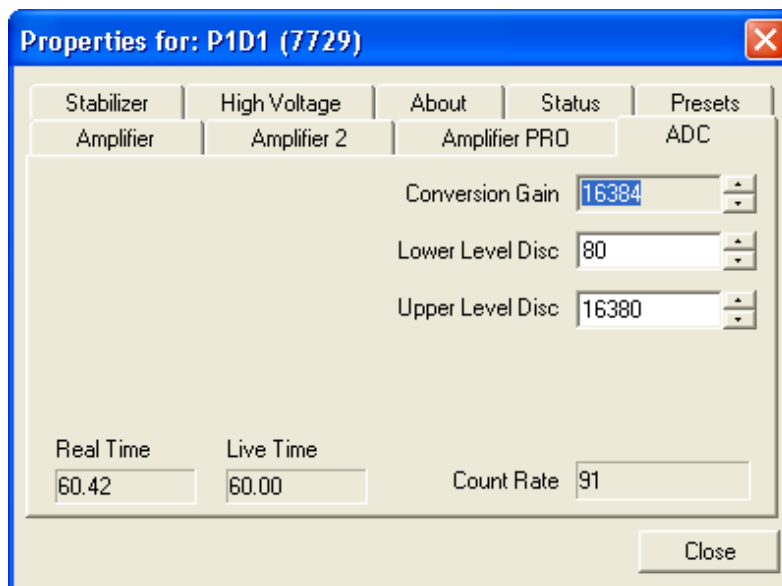 Properties for: P1D1 (7729)
Stabilizer High Voltage About Status Presets
Amplifier Amplifier 2 Amplifier PRO ADC
Conversion Gain 16384
Lower Level Disc 80
Upper Level Disc 16380
Real Time Live Time
60.42 60.00 Count Rate 91
Close